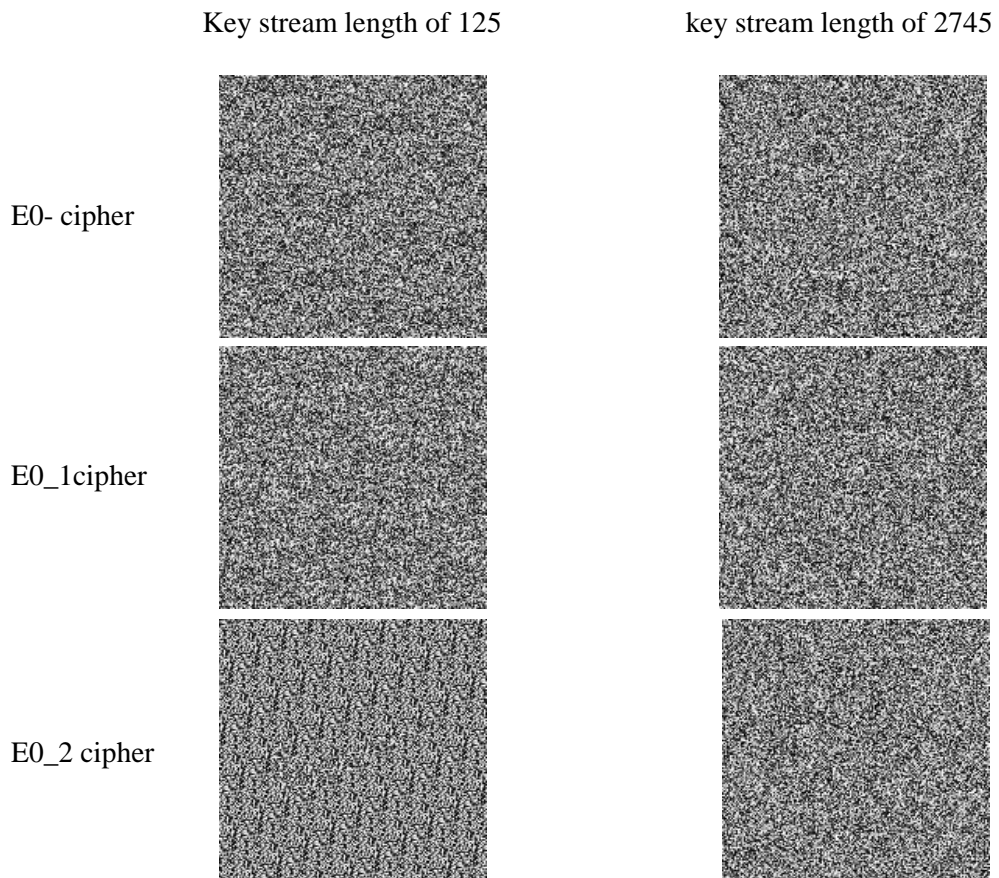 Key stream length of 125
key stream length of 2745
E0- cipher
E0_1cipher
E0_2 cipher